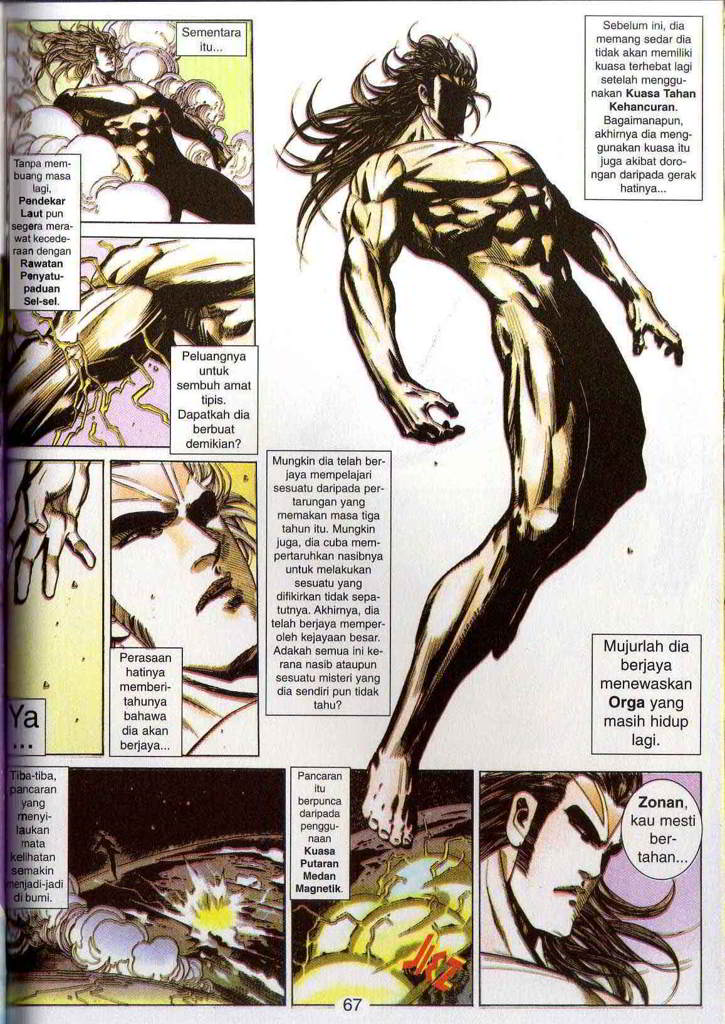 Sementara
itu...
Tanpa mem-
buang masa
lagi,
Pendekar
Laut pun
segera mera-
wat kecede-
raan dengan
Rawatan
Penyatu-
paduan
Sel-sel.
Peluangnya
untuk
sembuh amat
tipis.
Dapatkah dia
berbuat
demikian?
Sebelum ini, dia
memang sedar dia
tidak akan memiliki
kuasa terhebat lagi
setelah menggu-
nakan Kuasa Tahan
Kehancuran.
Bagaimanapun,
akhirnya dia meng-
gunakan kuasa itu
juga akibat doro-
ngan daripada gerak
hatinya...
Ya
...
Perasaan
hatinya
memberi-
tahunya
bahawa
dia akan
berjaya...
Mungkin dia telah ber-
jaya mempelajari
sesuatu daripada per-
tarungan yang
memakan masa tiga
tahun itu. Mungkin
juga, dia cuba mem-
pertaruhkan nasibnya
untuk melakukan
sesuatu yang
difikirkan tidak sepa-
tutnya. Akhirnya, dia
telah berjaya memper-
oleh kejayaan besar.
Adakah semua ini ke-
rana nasib ataupun
sesuatu misteri yang
dia sendiri pun tidak
tahu?
Mujurlah dia
berjaya
menewaskan
Orga yang
masih hidup
lagi.
Tiba-tiba,
pancaran
yang
menyi-
laukan
mata
kelihatan
semakin
menjadi-jadi
di bumi.
Pancaran
itu
berpunca
daripada
penggu-
naan
Kuasa
Putaran
Medan
Magnetik.
Zonan,
kau mesti
ber-
tahan...
67